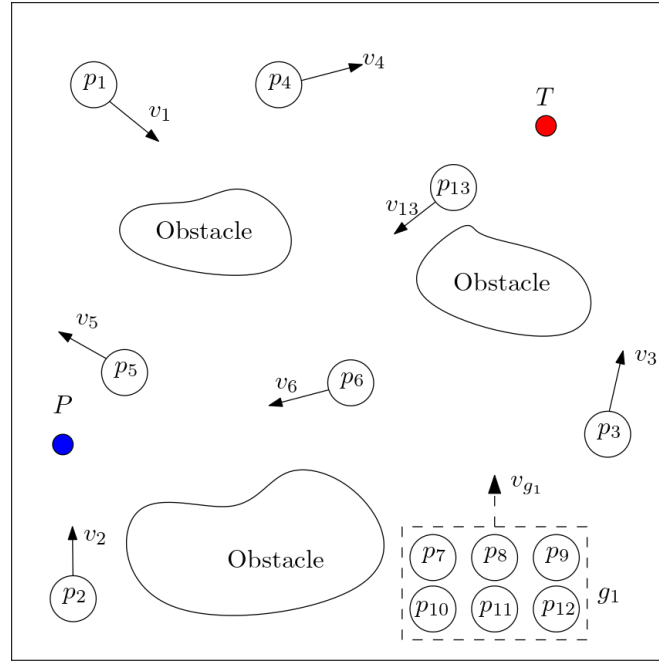 p1 p4 v4
v1
T
p13
v13
Obstacle
Obstacle
v5
p5
v6 p6
v3
P
p3
v2
vg1
Obstacle
p7 p8 p9
p2
g1
p10 p11 p12